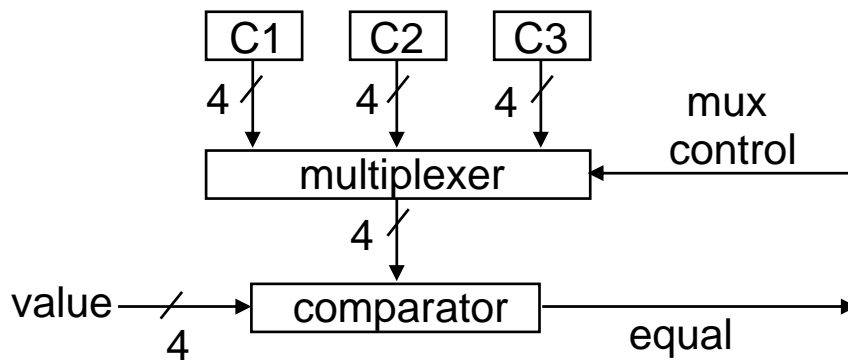 C1 C2 C3
4 4 4
mux
control
multiplexer
4
value
comparator
4
equal